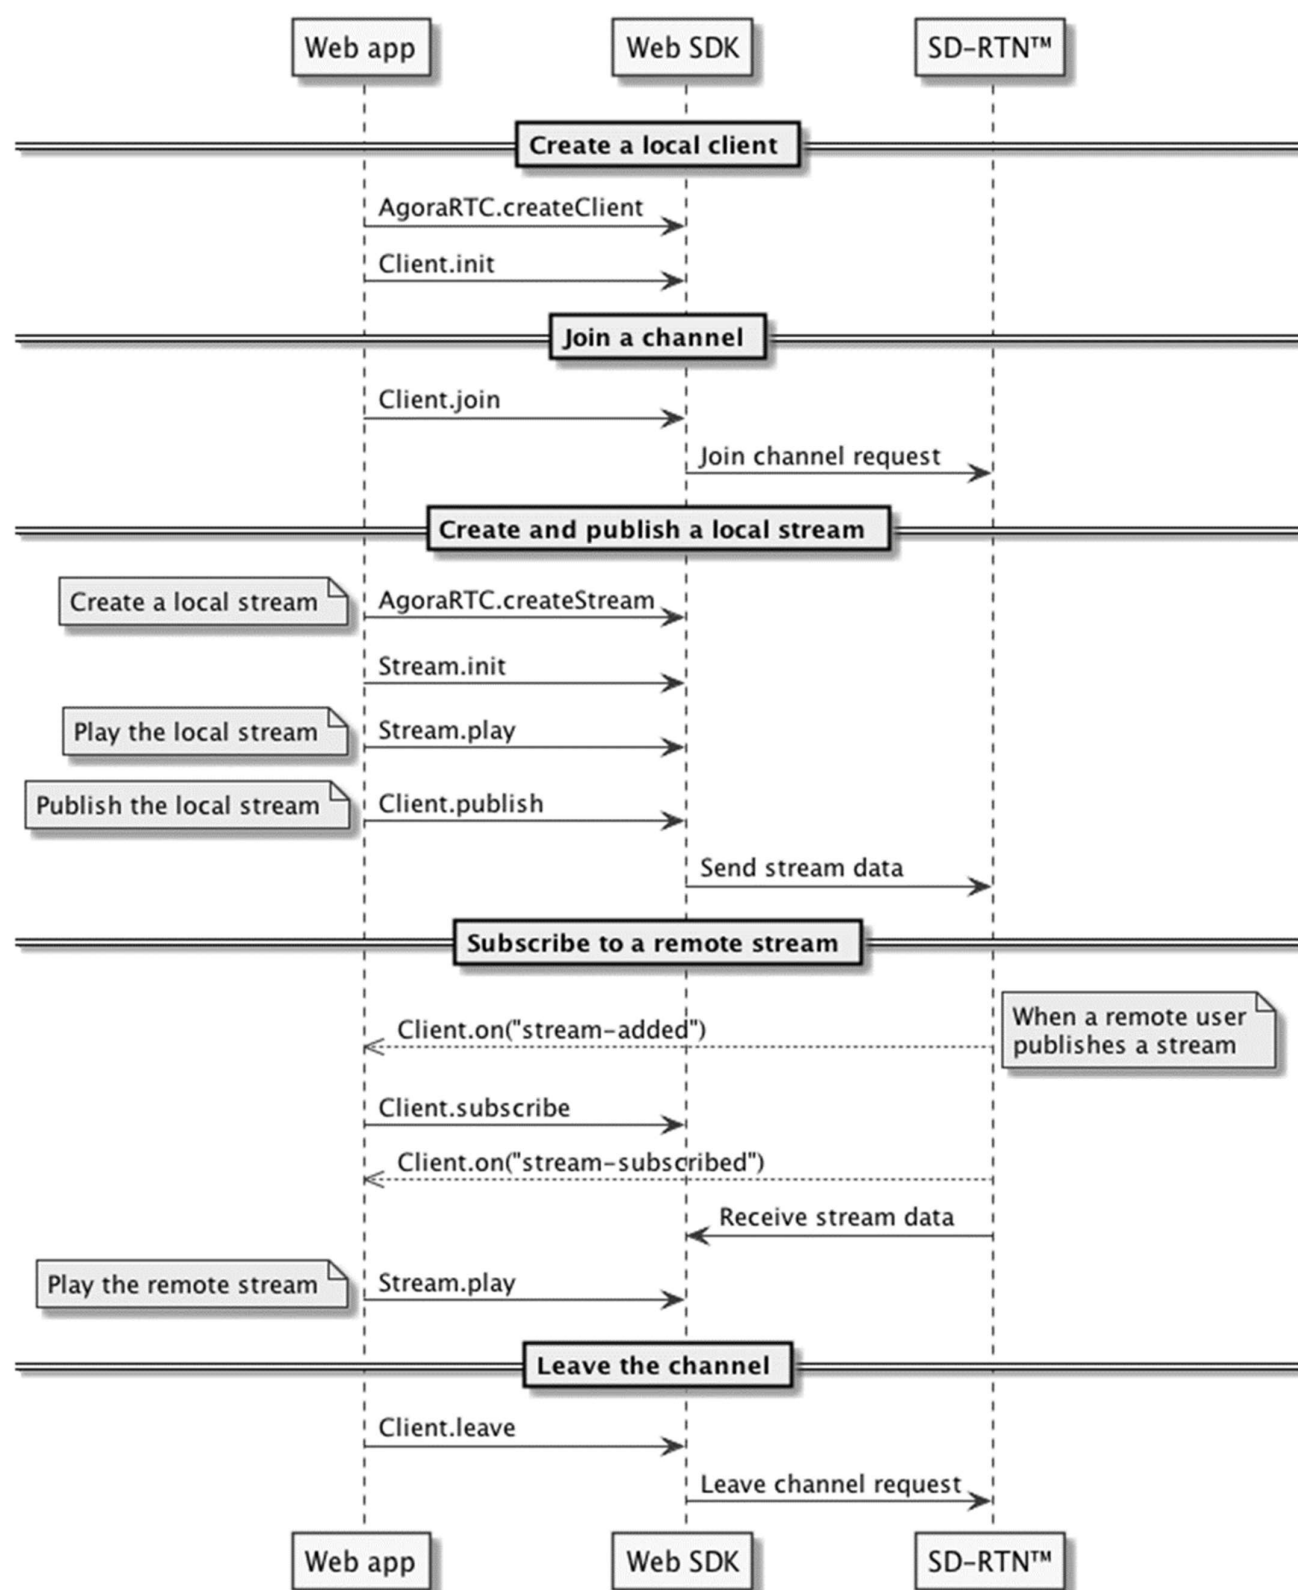 Web app
Web SDK
SD-RTN™
Create a local client
AgoraRTC.createClient
Client.init
Join a channel
Client.join
Join channel request
Create and publish a local stream
Create a local stream
AgoraRTC.createStream
Stream.init
Play the local stream
Stream.play
Publish the local stream
Client.publish
Send stream data
Subscribe to a remote stream
When a remote user
publishes a stream
Client.on("stream-added")
Client.subscribe
Client.on("stream-subscribed")
Receive stream data
Play the remote stream
Stream.play
Leave the channel
Client.leave
Leave channel request
Web app
Web SDK
SD-RTN™